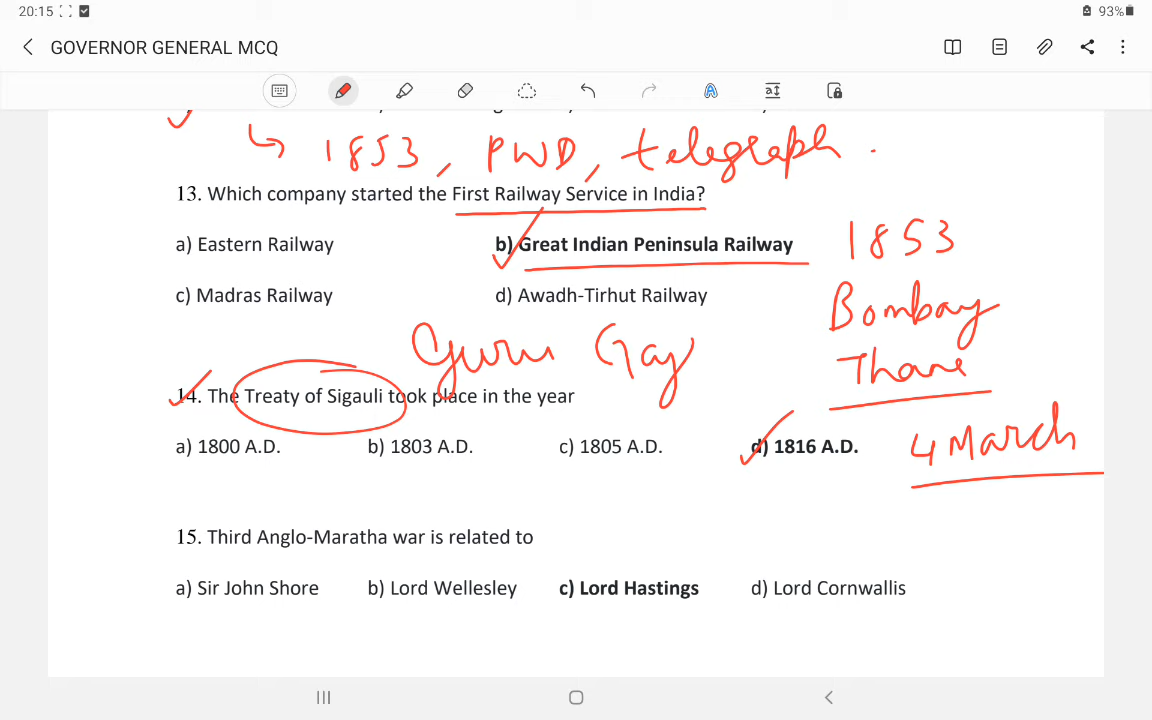 20:15
93%
GOVERNOR GENERAL MCQ
1853, PWD, telegraph.
13. Which company started the First Railway Service in India?
a) Eastern Railway b) Great Indian Peninsula Railway
1853
c) Madras Railway d) Awadh-Tirhut Railway
Bombay
Thane
Guru Gay
14. The Treaty of Sigauli took place in the year
a) 1800 A.D. b) 1803 A.D. c) 1805 A.D. d) 1816 A.D.
4 March
15. Third Anglo-Maratha war is related to
a) Sir John Shore b) Lord Wellesley c) Lord Hastings d) Lord Cornwallis